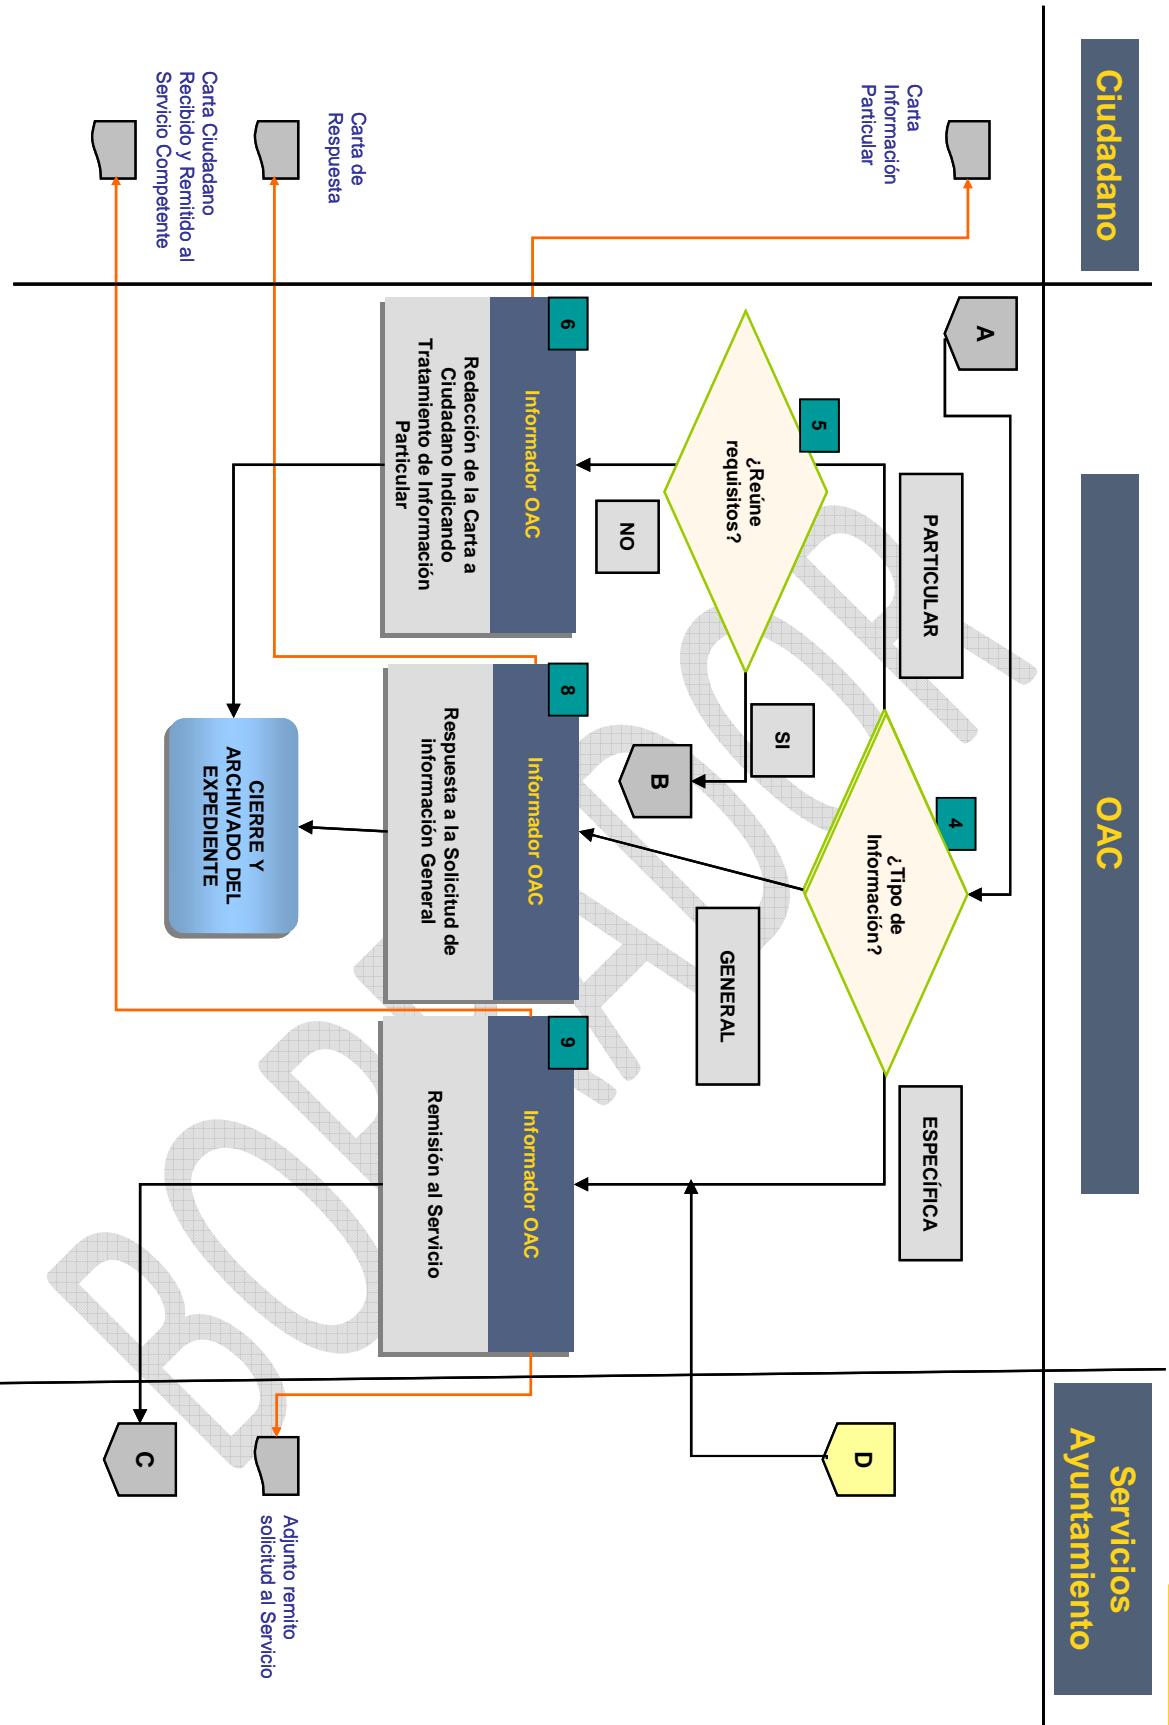 Ciudadano
OAC
Servicios
Ayuntamiento
A
PARTICULAR
ESPECÍFICA
4
¿Tipo de
Información?
D
5
¿Reúne
requisitos?
SI
GENERAL
B
NO
6
Informador OAC
Redacción de la Carta a
Ciudadano Indicando
Tratamiento de Información
Particular
8
Informador OAC
Respuesta a la Solicitud de
información General
9
Informador OAC
Remisión al Servicio
Carta
Información
Particular
Carta de
Respuesta
Carta Ciudadano
Recibido y Remitido al
Servicio Competente
CIERRE Y
ARCHIVADO DEL
EXPEDIENTE
Adjunto remito
solicitud al Servicio
C
BORRADOR